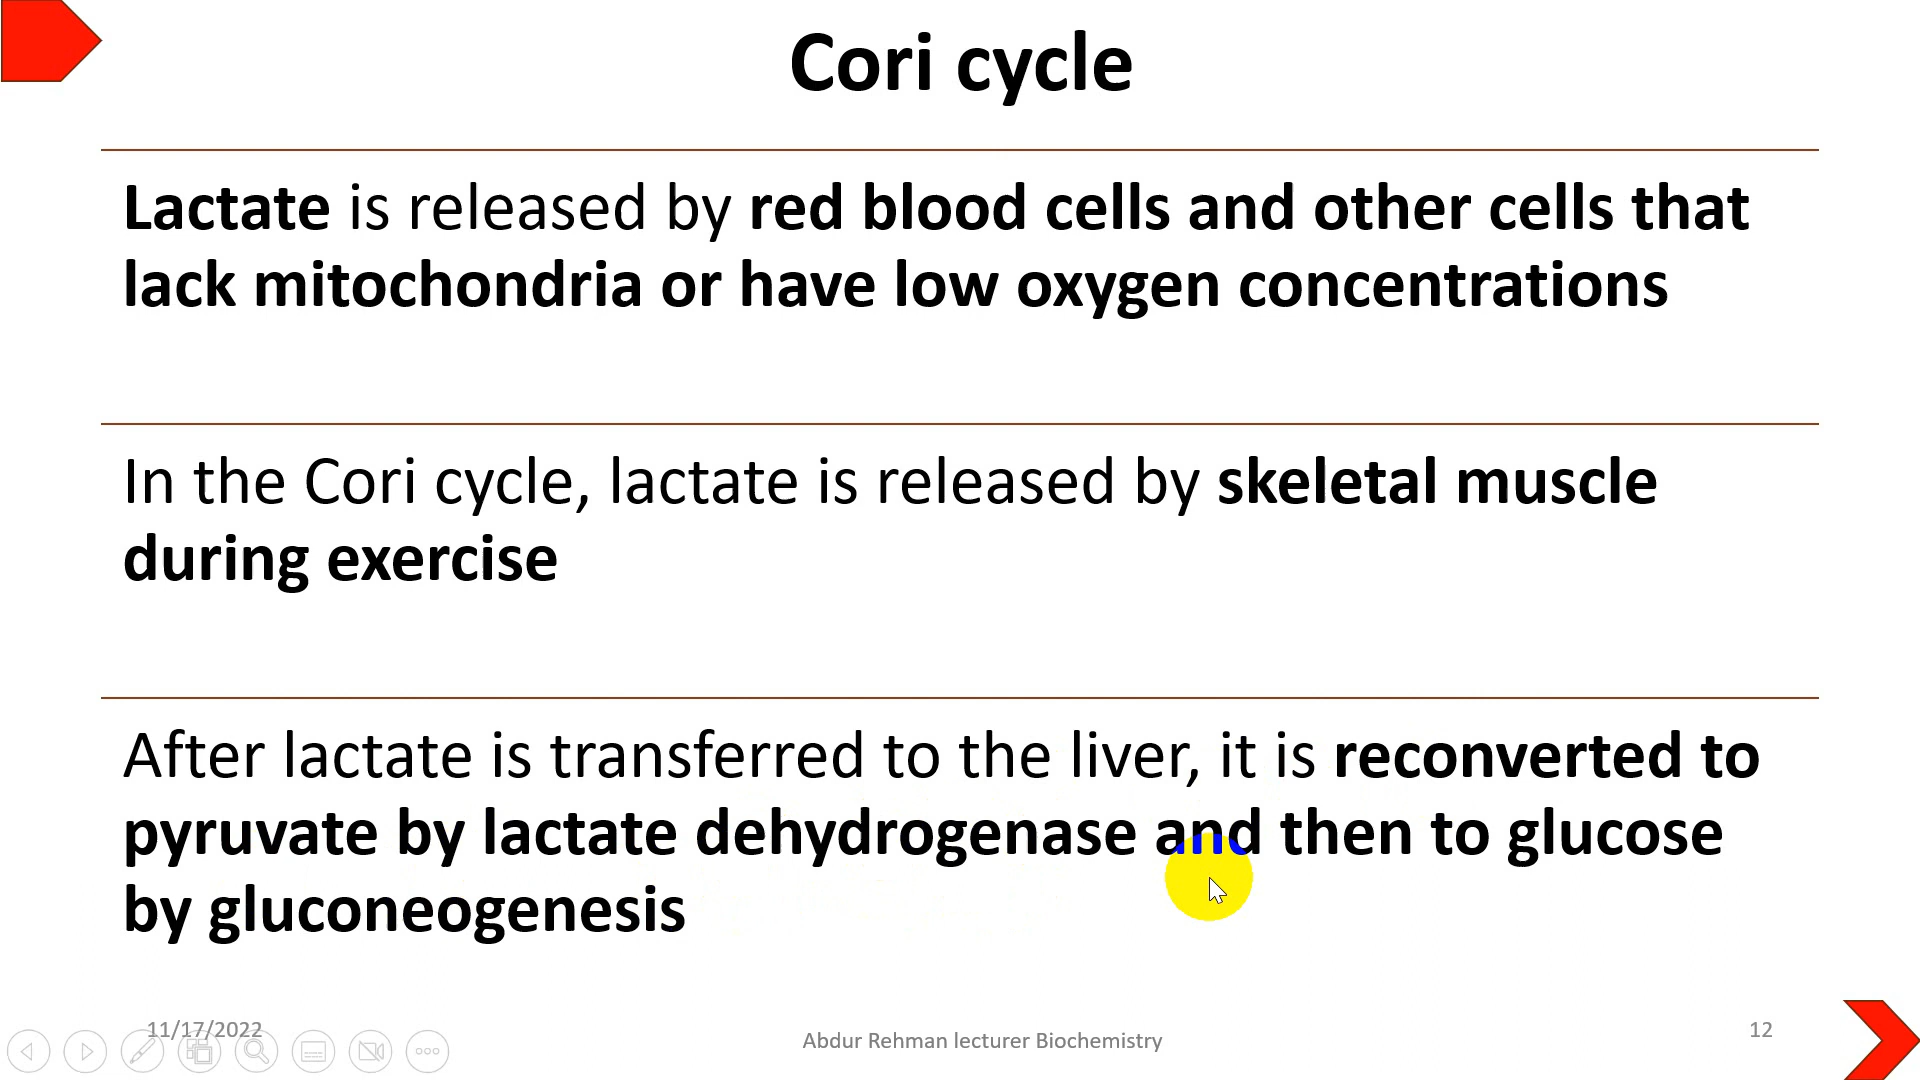 Cori cycle
Lactate is released by red blood cells and other cells that
lack mitochondria or have low oxygen concentrations
In the Cori cycle, lactate is released by skeletal muscle
during exercise
After lactate is transferred to the liver, it is reconverted to
pyruvate by lactate dehydrogenase and then to glucose
by gluconeogenesis
11/17/2022
Abdur Rehman lecturer Biochemistry
12